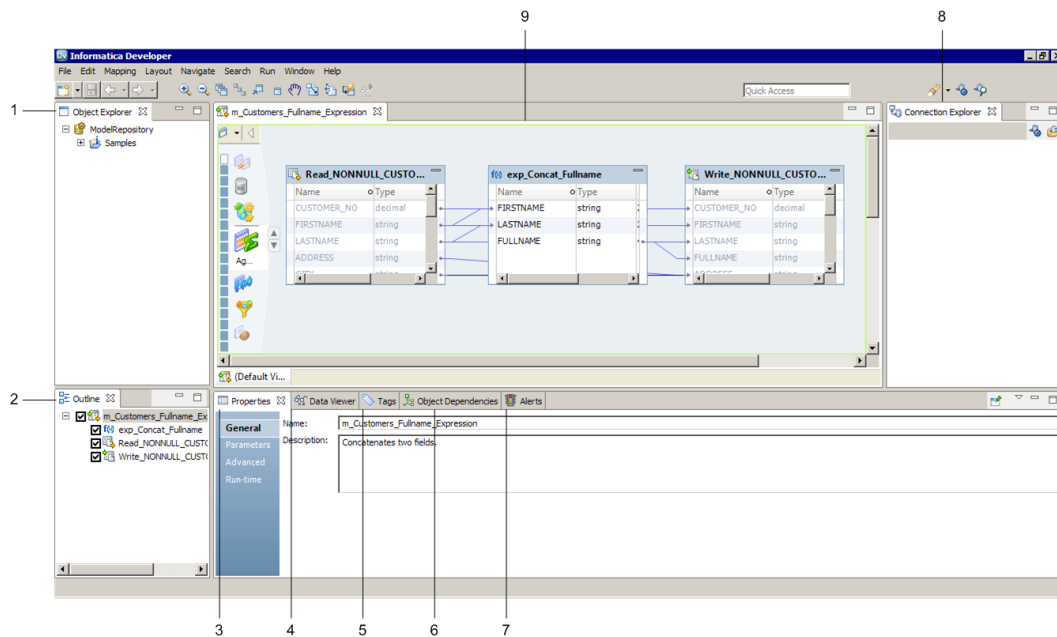 9 8
Informatica Developer
File Edit Mapping Layout Navigate Search Run Window Help
Quick Access
1 Object Explorer m_Customers_Fullname_Expression Connection Explorer
ModelRepository
Samples
Read_NONNULL_CUSTO... exp_Concat_Fullname Write_NONNULL_CUSTO...
Name Type Name Type Name Type
CUSTOMER_NO decimal FIRSTNAME string CUSTOMER_NO decimal
FIRSTNAME string LASTNAME string FIRSTNAME string
LASTNAME string FULLNAME string LASTNAME string
Ag...
ADDRESS string FULLNAME string
(Default Vi...
2 Outline Properties Data Viewer Tags Object Dependencies Alerts
m_Customers_Fullname_Ex General Name: m_Customers_Fullname_Expression
exp_Concat_Fullname Parameters Description: Concatenates two fields.
Read_NONNULL_CUST Advanced
Write_NONNULL_CUST Run-time
3 4 5 6 7